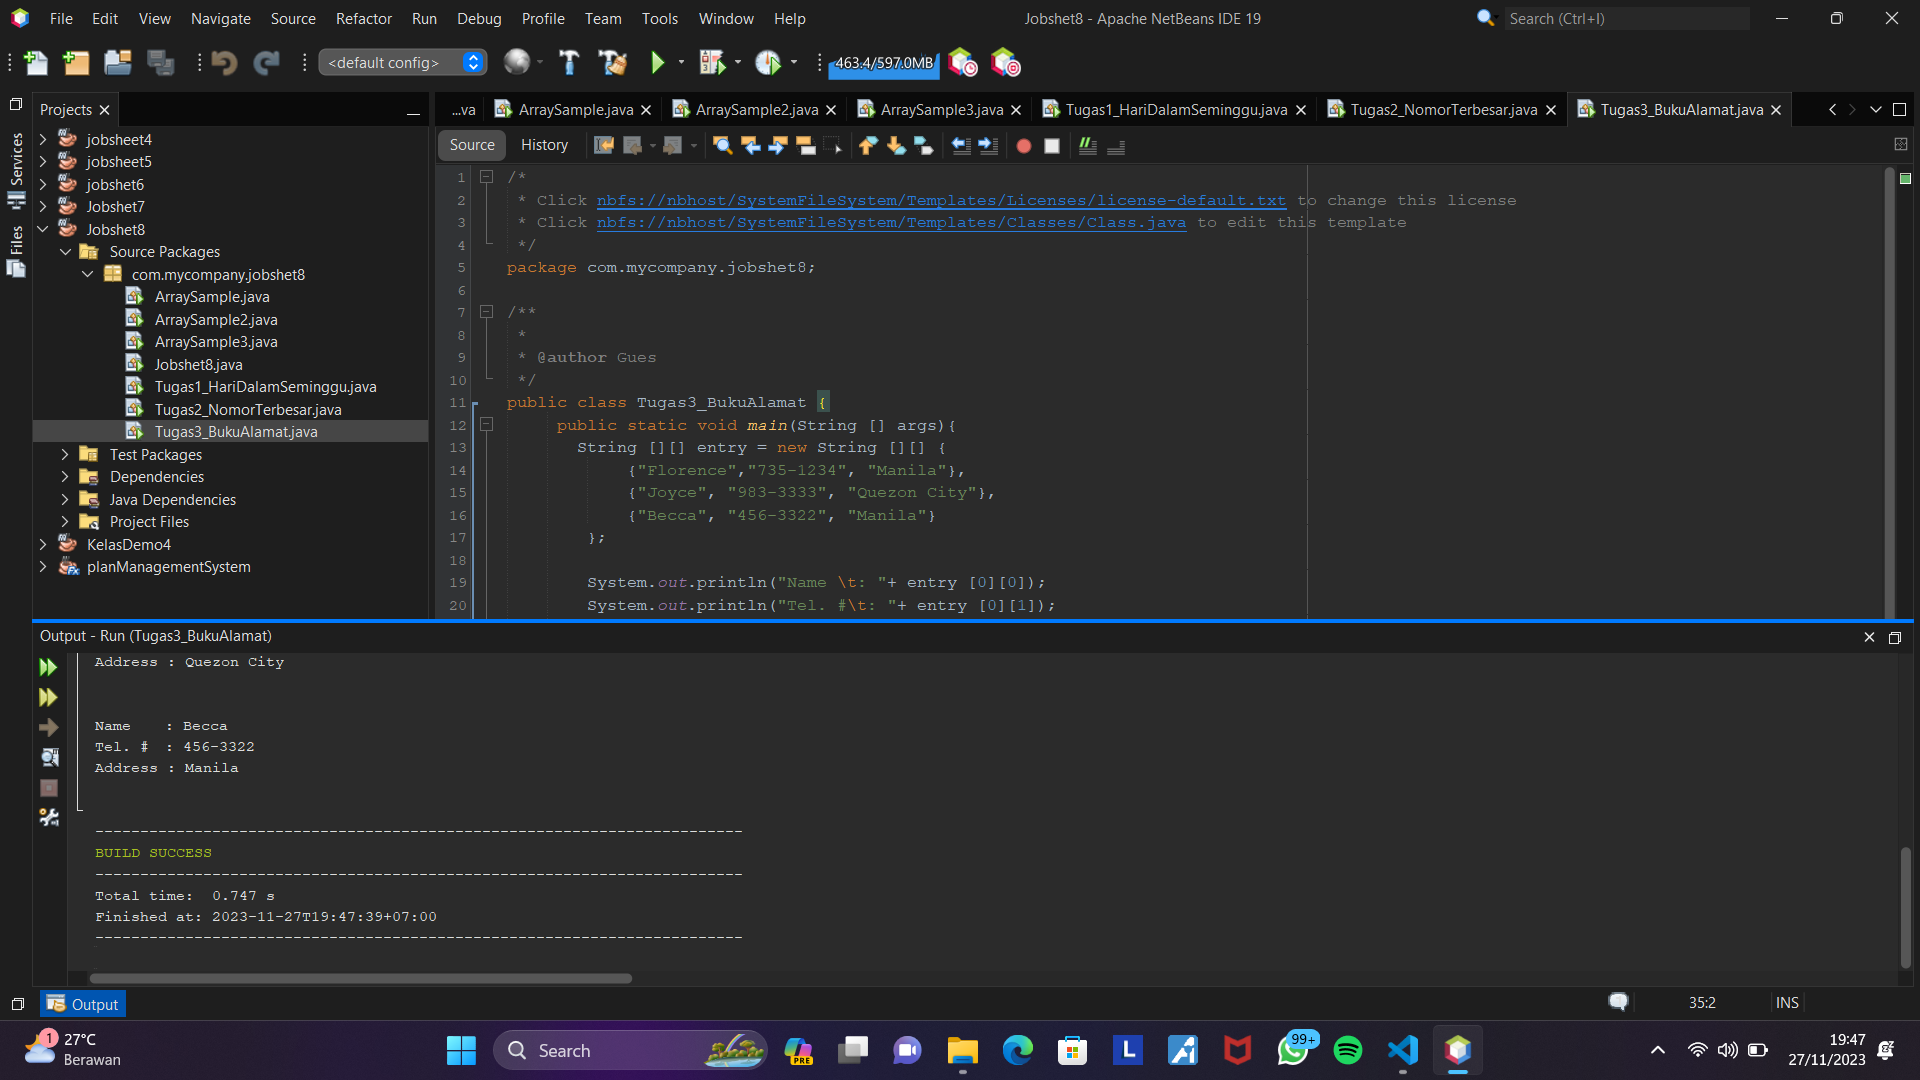 File Edit View Navigate Source Refactor Run Debug Profile Team Tools Window Help
Jobshet8 - Apache NetBeans IDE 19
Search (Ctrl+I)
<default config>
463.4/597.0MB
Services
Files
Projects
jobsheet4
jobsheet5
jobshet6
Jobshet7
Jobshet8
Source Packages
com.mycompany.jobshet8
ArraySample.java
ArraySample2.java
ArraySample3.java
Jobshet8.java
Tugas1_HariDalamSeminggu.java
Tugas2_NomorTerbesar.java
Tugas3_BukuAlamat.java
Test Packages
Dependencies
Java Dependencies
Project Files
KelasDemo4
planManagementSystem
...va ArraySample.java ArraySample2.java ArraySample3.java Tugas1_HariDalamSeminggu.java Tugas2_NomorTerbesar.java Tugas3_BukuAlamat.java
Source History
1 /*
2 * Click nbfs://nbhost/SystemFileSystem/Templates/Licenses/license-default.txt to change this license
3 * Click nbfs://nbhost/SystemFileSystem/Templates/Classes/Class.java to edit this template
4 */
5 package com.mycompany.jobshet8;
6
7 /**
8 *
9 * @author Gues
10 */
11 public class Tugas3_BukuAlamat {
12 public static void main(String [] args){
13 String [][] entry = new String [][] {
14 {"Florence","735-1234", "Manila"},
15 {"Joyce", "983-3333", "Quezon City"},
16 {"Becca", "456-3322", "Manila"}
17 };
18
19 System.out.println("Name \t: "+ entry [0][0]);
20 System.out.println("Tel. #\t: "+ entry [0][1]);
Output - Run (Tugas3_BukuAlamat)
Address : Quezon City
Name : Becca
Tel. # : 456-3322
Address : Manila
------------------------------------------------------------------------
BUILD SUCCESS
------------------------------------------------------------------------
Total time: 0.747 s
Finished at: 2023-11-27T19:47:39+07:00
------------------------------------------------------------------------
Output
35:2
INS
1
27°C
Berawan
Search
PRE
L
99+
19:47
27/11/2023